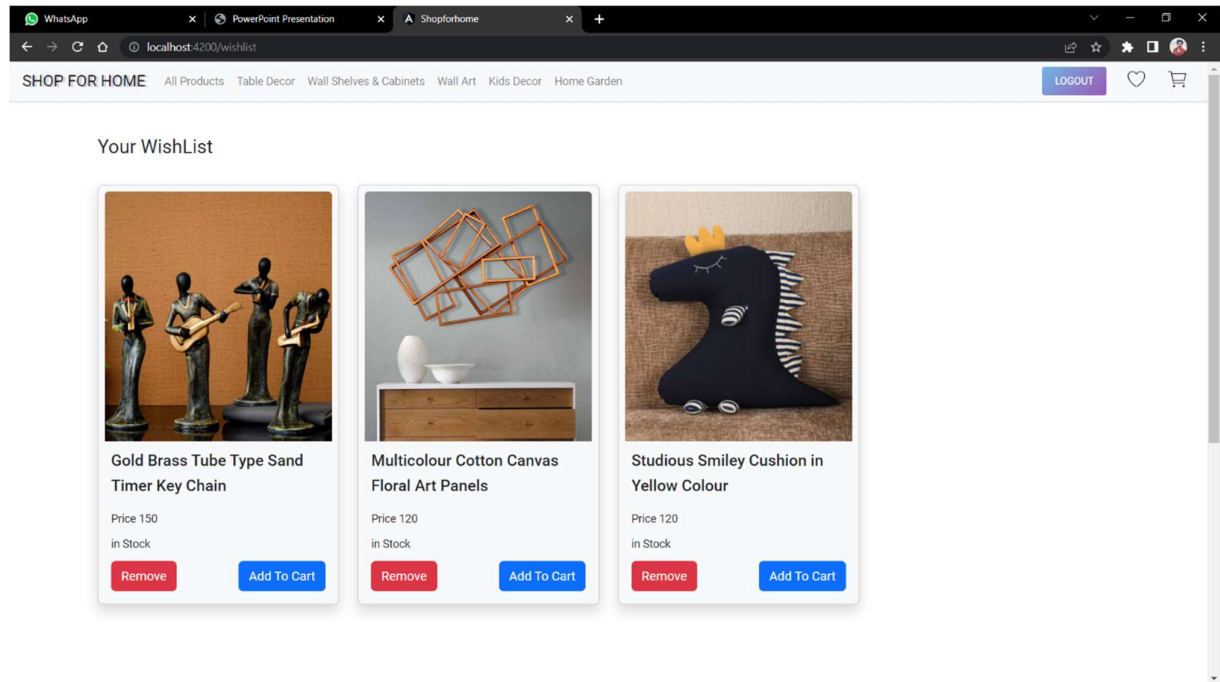 WhatsApp
PowerPoint Presentation
Shopforhome
localhost:4200/wishlist
SHOP FOR HOME All Products Table Decor Wall Shelves & Cabinets Wall Art Kids Decor Home Garden LOGOUT
Your WishList
Gold Brass Tube Type Sand
Timer Key Chain
Price 150
in Stock
Remove Add To Cart
Multicolour Cotton Canvas
Floral Art Panels
Price 120
in Stock
Remove Add To Cart
Studious Smiley Cushion in
Yellow Colour
Price 120
in Stock
Remove Add To Cart